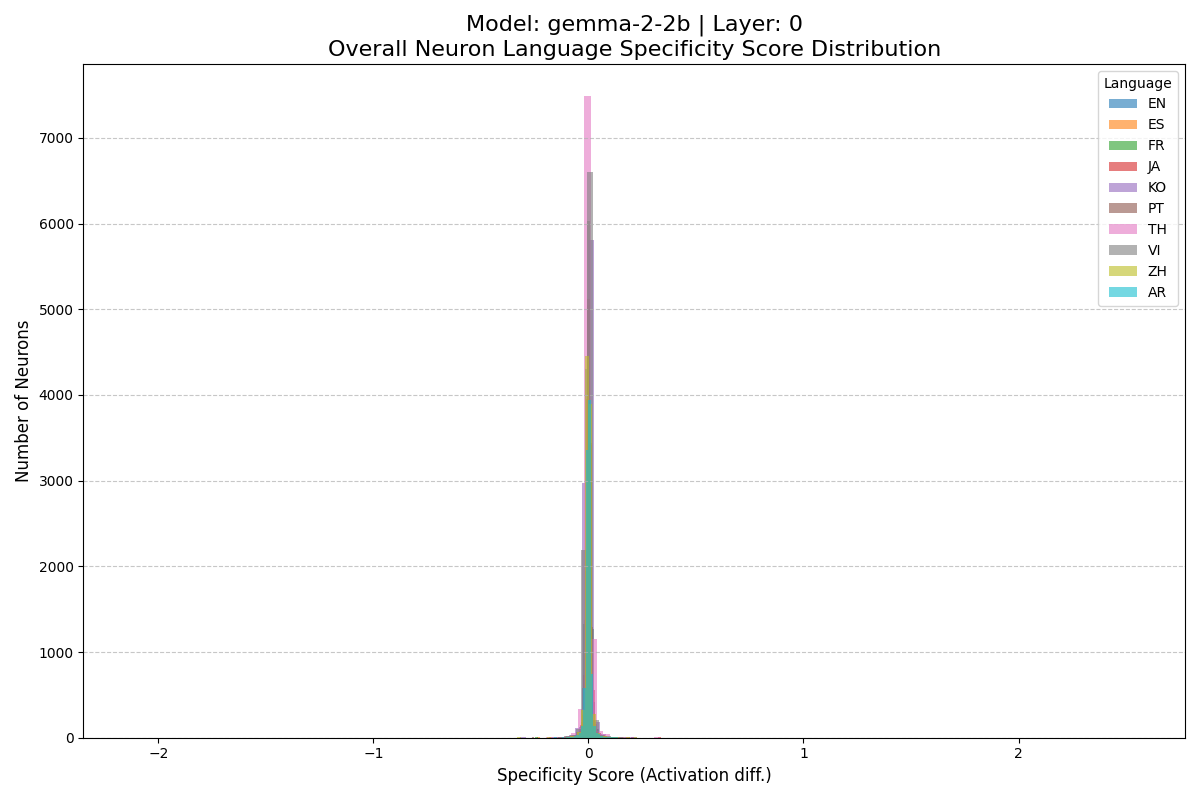 Model: gemma-2-2b | Layer: 0
Overall Neuron Language Specificity Score Distribution
Number of Neurons
7000
6000
5000
4000
3000
2000
1000
0
−2
−1
0
1
2
Specificity Score (Activation diff.)
Language
EN
ES
FR
JA
KO
PT
TH
VI
ZH
AR